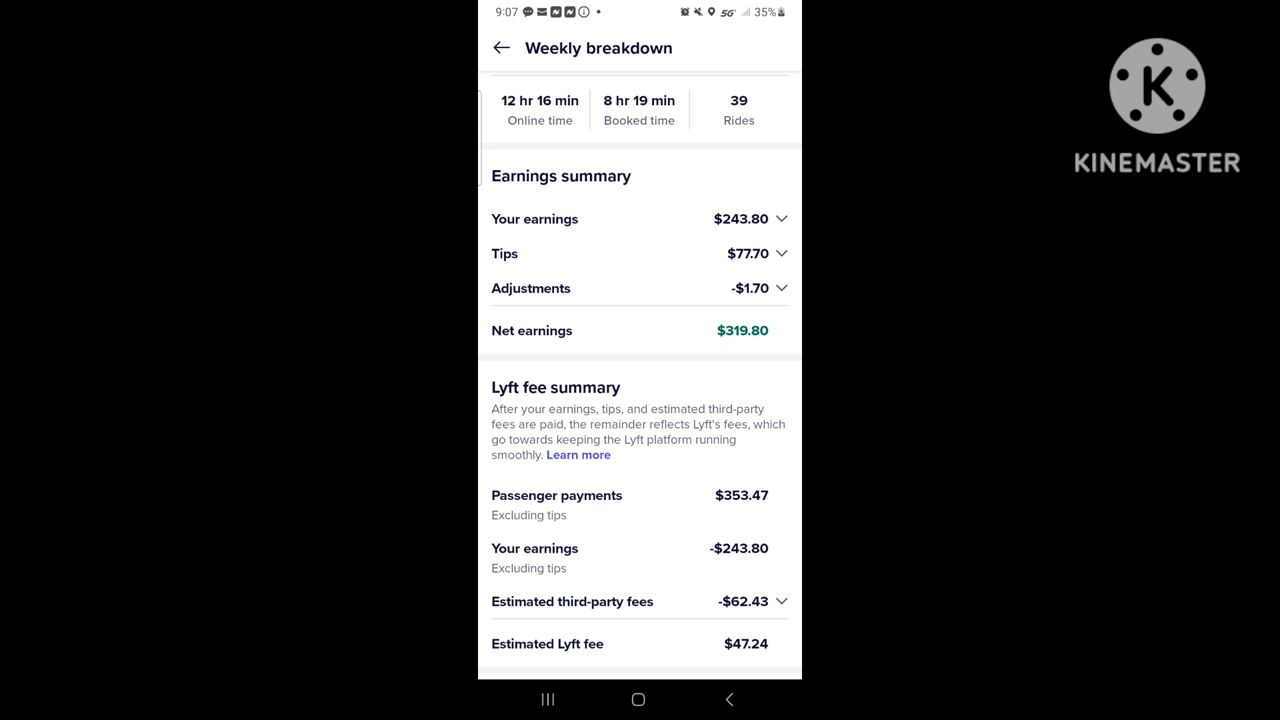 9:07 5G 35%
Weekly breakdown
12 hr 16 min 8 hr 19 min 39
Online time Booked time Rides
Earnings summary
Your earnings $243.80
Tips $77.70
Adjustments -$1.70
Net earnings $319.80
Lyft fee summary
After your earnings, tips, and estimated third-party
fees are paid, the remainder reflects Lyft's fees, which
go towards keeping the Lyft platform running
smoothly. Learn more
Passenger payments $353.47
Excluding tips
Your earnings -$243.80
Excluding tips
Estimated third-party fees -$62.43
Estimated Lyft fee $47.24
K
KINEMASTER